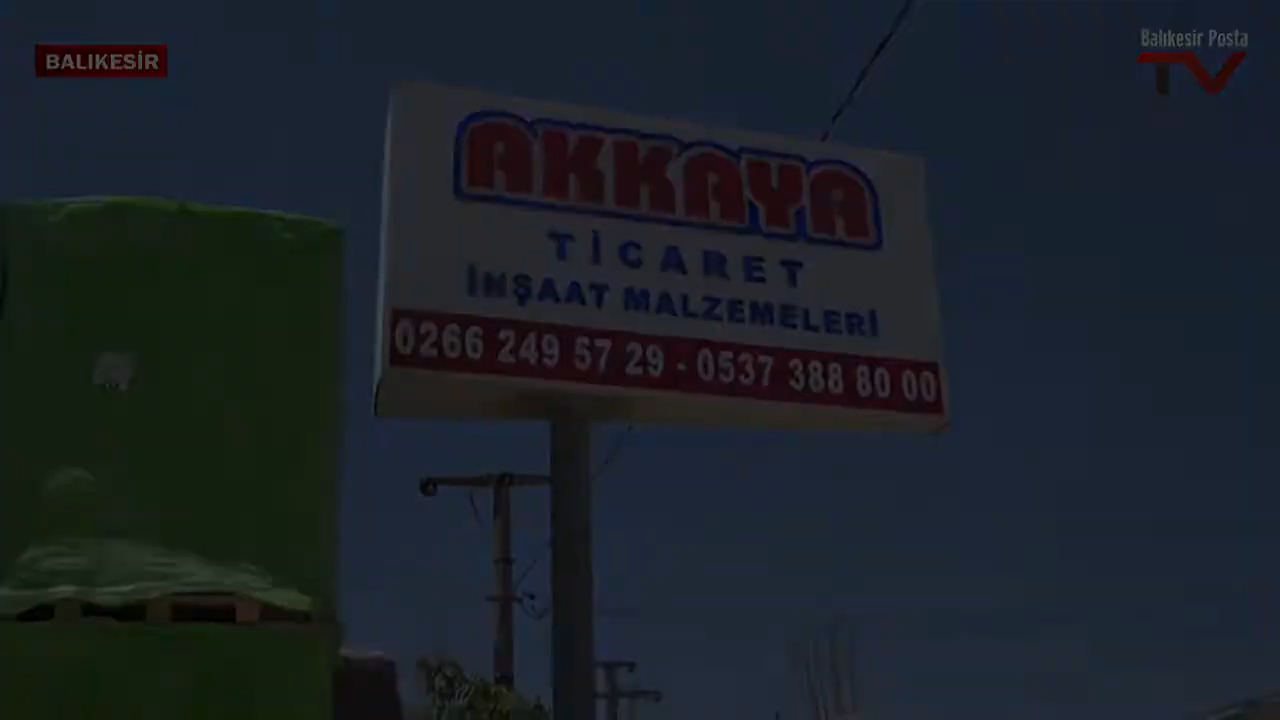 BALIKESİR
Balıkesir Posta
TV
AKKAYA
TİCARET
İNŞAAT MALZEMELERİ
0266 249 57 29 - 0537 388 80 00